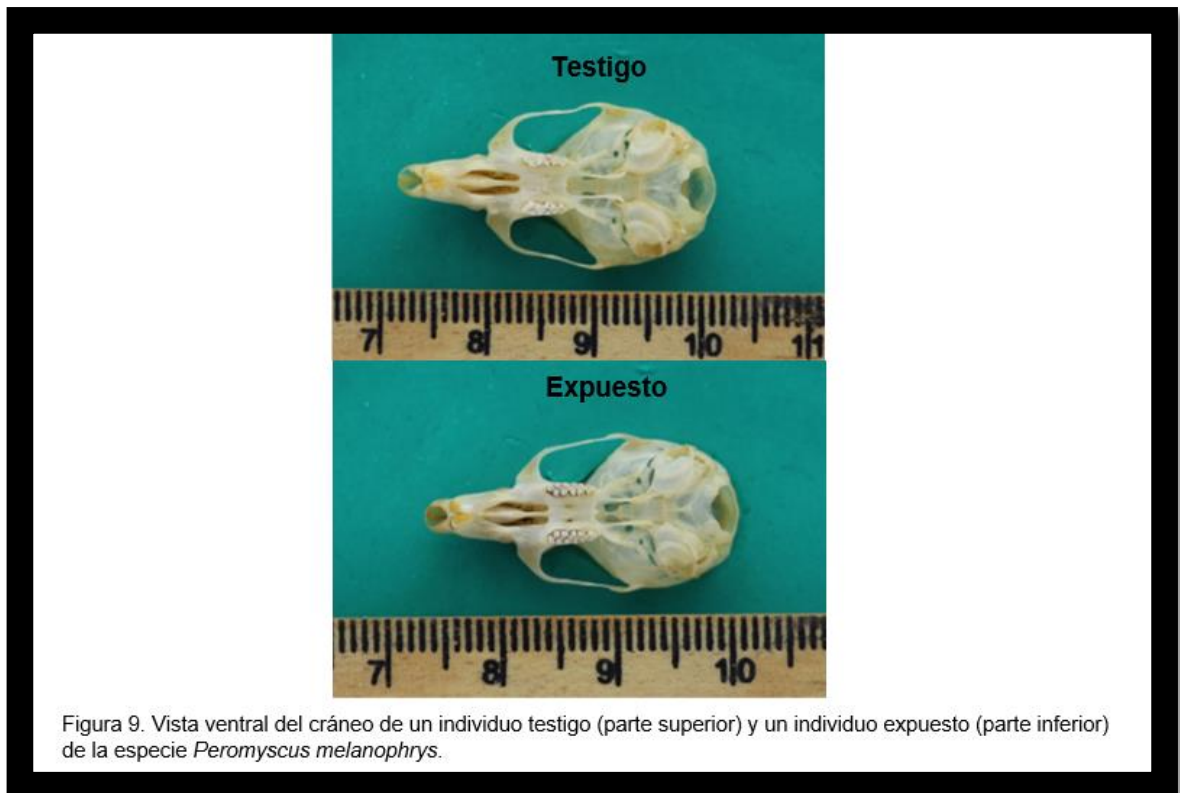 Testigo
7 8 9 10 11
Expuesto
7 8 9 10
Figura 9. Vista ventral del cráneo de un individuo testigo (parte superior) y un individuo expuesto (parte inferior)
de la especie Peromyscus melanophrys.